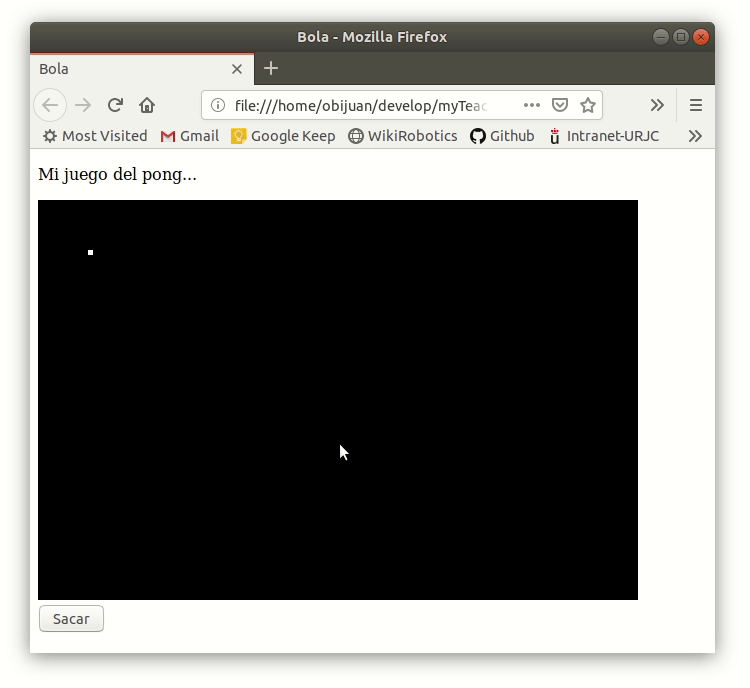 Bola - Mozilla Firefox
Bola
file:///home/obijuan/develop/myTeac
Most Visited Gmail Google Keep WikiRobotics Github Intranet-URJC
Mi juego del pong...
Sacar